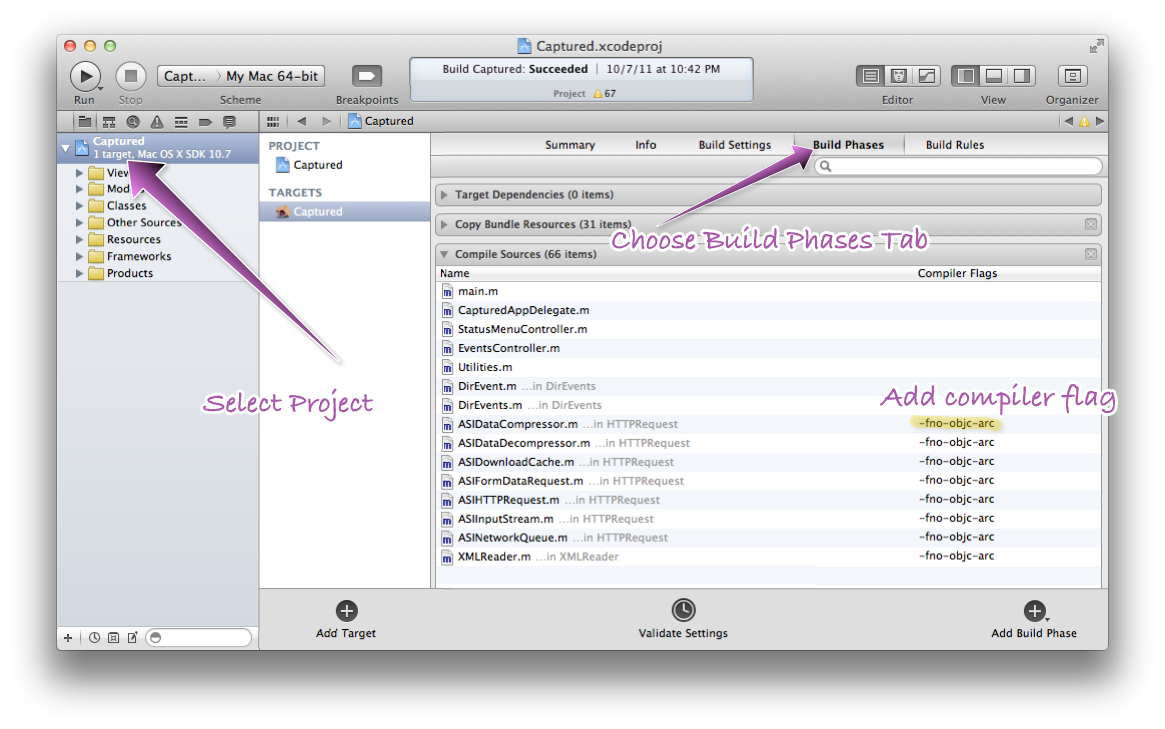 Captured.xcodeproj
Capt... My Mac 64-bit
Build Captured: Succeeded | 10/7/11 at 10:42 PM
Project 67
Run Stop Scheme Breakpoints Editor View Organizer
Captured
Captured
1 target, Mac OS X SDK 10.7
PROJECT
Captured
TARGETS
Captured
Summary Info Build Settings Build Phases Build Rules
View
Mod
Classes
Other Sources
Resources
Frameworks
Products
Target Dependencies (0 items)
Copy Bundle Resources (31 items)
Choose Build Phases Tab
Compile Sources (66 items)
Name Compiler Flags
main.m
CapturedAppDelegate.m
StatusMenuController.m
EventsController.m
Utilities.m
DirEvent.m ...in DirEvents
Select Project
Add compiler flag
DirEvents.m ...in DirEvents
ASIDataCompressor.m ...in HTTPRequest -fno-objc-arc
ASIDataDecompressor.m ...in HTTPRequest -fno-objc-arc
ASIDownloadCache.m ...in HTTPRequest -fno-objc-arc
ASIFormDataRequest.m ...in HTTPRequest -fno-objc-arc
ASIHTTPRequest.m ...in HTTPRequest -fno-objc-arc
ASIInputStream.m ...in HTTPRequest -fno-objc-arc
ASINetworkQueue.m ...in HTTPRequest -fno-objc-arc
XMLReader.m ...in XMLReader -fno-objc-arc
Add Target Validate Settings Add Build Phase